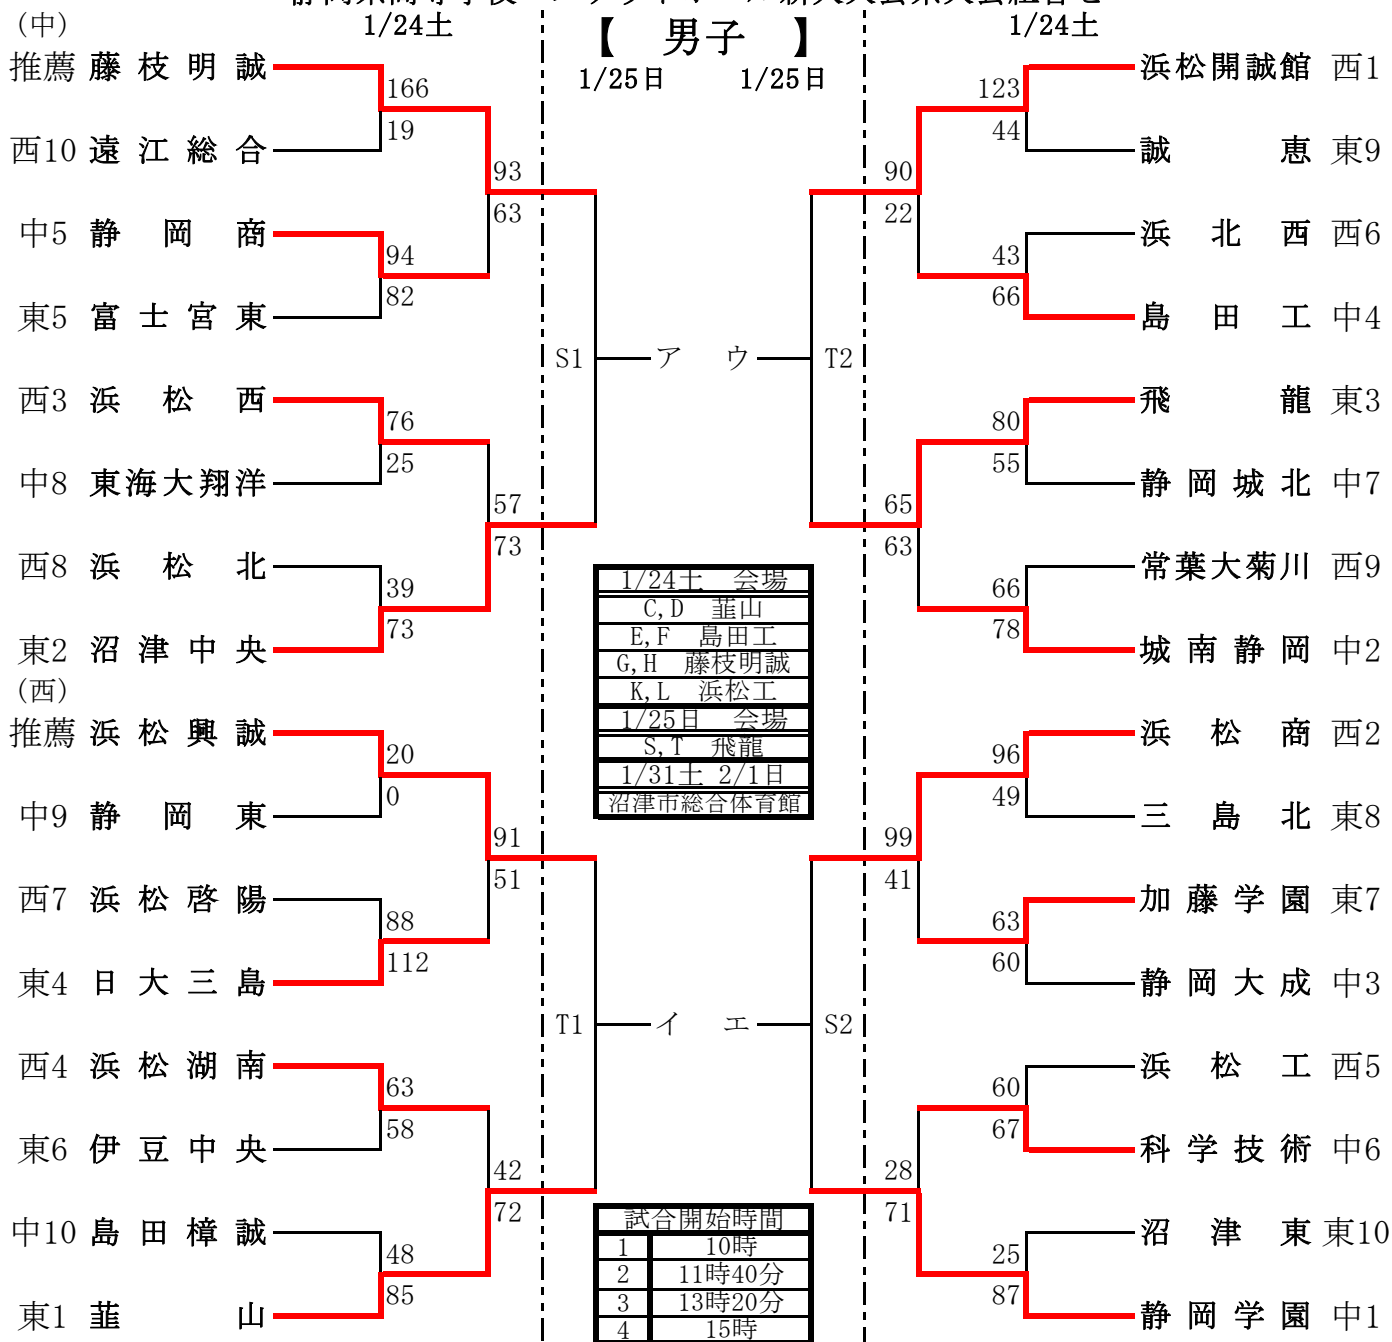 1/24土
【 男子 】
1/24土
1/25日 1/25日
(中)
推薦 藤枝明誠
166
19
西10 遠江総合
93
63
中5 静岡商
94
82
東5 富士宮東
S1 ア
西3 浜松西
76
25
中8 東海大翔洋
57
73
西8 浜松北
39
73
東2 沼津中央
(西)
推薦 浜松興誠
20
0
中9 静岡東
91
51
西7 浜松啓陽
88
112
東4 日大三島
T1 イ
西4 浜松湖南
63
58
東6 伊豆中央
42
72
中10 島田樟誠
48
85
東1 韮山
1/24土 会場
C,D 韮山
E,F 島田工
G,H 藤枝明誠
K,L 浜松工
1/25日 会場
S,T 飛龍
1/31土 2/1日
沼津市総合体育館
試合開始時間
1 10時
2 11時40分
3 13時20分
4 15時
浜松開誠館 西1
123
44
誠恵 東9
90
22
浜北西 西6
43
66
島田工 中4
ウ T2
飛龍 東3
80
55
静岡城北 中7
65
63
常葉大菊川 西9
66
78
城南静岡 中2
浜松商 西2
96
49
三島北 東8
99
41
加藤学園 東7
63
60
静岡大成 中3
エ S2
浜松工 西5
60
67
科学技術 中6
28
71
沼津東 東10
25
87
静岡学園 中1